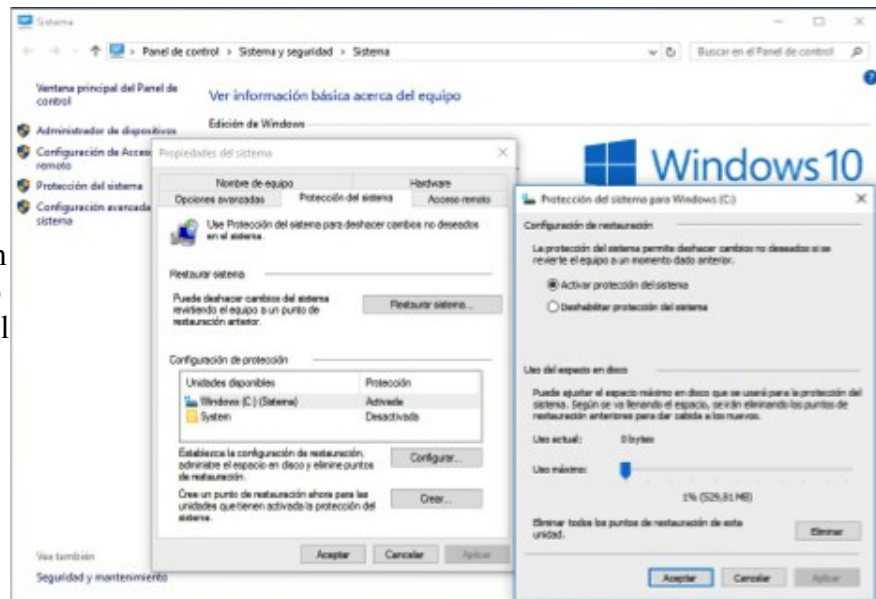 Sistema
Panel de control > Sistema y seguridad > Sistema
Buscar en el Panel de control
Ventana principal del Panel de control
Ver información básica acerca del equipo
Edición de Windows
Administrador de dispositivos
Configuración de Acceso
remoto
Protección del sistema
Configuración avanzada
sistema
Windows 10
Propiedades del sistema
Nombre de equipo
Hardware
Opciones avanzadas
Protección del sistema
Acceso remoto
Use Protección del sistema para deshacer cambios no deseados
en el sistema.
Restaurar sistema
Puede deshacer cambios del sistema
revirtiendo el equipo a un punto de
restauración anterior.
Restaurar sistema...
Configuración de protección
Unidades disponibles
Protección
Windows (C:) (Sistema)
Activada
System
Desactivada
Establezca la configuración de restauración,
administre el espacio en disco y elimine puntos
de restauración.
Configurar...
Cree un punto de restauración ahora para las
unidades que tienen activada la protección del
sistema.
Crear...
Aceptar
Cancelar
Aplicar
Vea también
Seguridad y mantenimiento
Protección del sistema para Windows (C:)
Configuración de restauración
La protección del sistema permite deshacer cambios no deseados si se
revierte el equipo a un momento dado anterior.
Activar protección del sistema
Deshabilitar protección del sistema
Uso del espacio en disco
Puede ajustar el espacio máximo en disco que se usará para la protección del
sistema. Según se va llenando el espacio, se irán eliminando los puntos de
restauración anteriores para dar cabida a los nuevos.
Uso actual: 0 bytes
Uso máximo:
1% (529,81 MB)
Eliminar todos los puntos de restauración de esta
unidad.
Eliminar
Aceptar
Cancelar
Aplicar